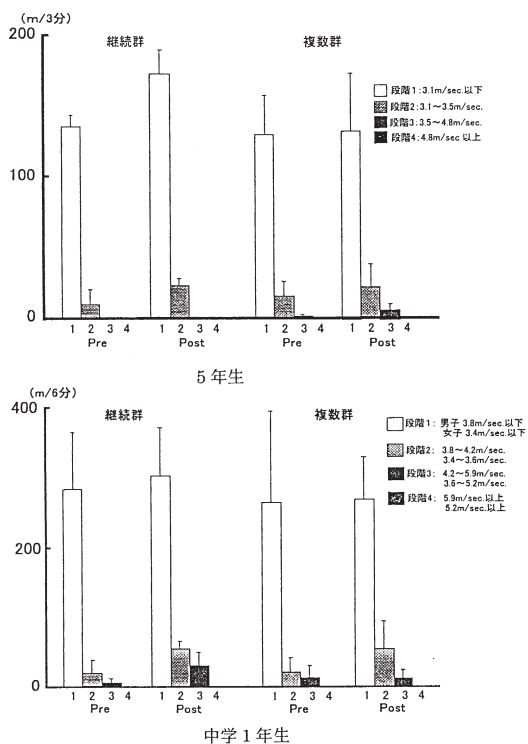 (m/3分)
200
継続群
複数群
段階1:3.1m/sec.以下
段階2:3.1〜3.5m/sec.
段階3:3.5〜4.8m/sec.
段階4:4.8m/sec以上
100
0
1 2 3 4 1 2 3 4 1 2 3 4 1 2 3 4
Pre Post Pre Post
5年生
(m/6分)
400
継続群
複数群
段階1: 男子 3.8m/sec.以下
女子 3.4m/sec.以下
段階2: 3.8〜4.2m/sec.
3.4〜3.6m/sec.
段階3: 4.2〜5.9m/sec.
3.6〜5.2m/sec.
段階4: 5.9m/sec.以上
5.2m/sec.以上
200
0
1 2 3 4 1 2 3 4 1 2 3 4 1 2 3 4
Pre Post Pre Post
中学1年生